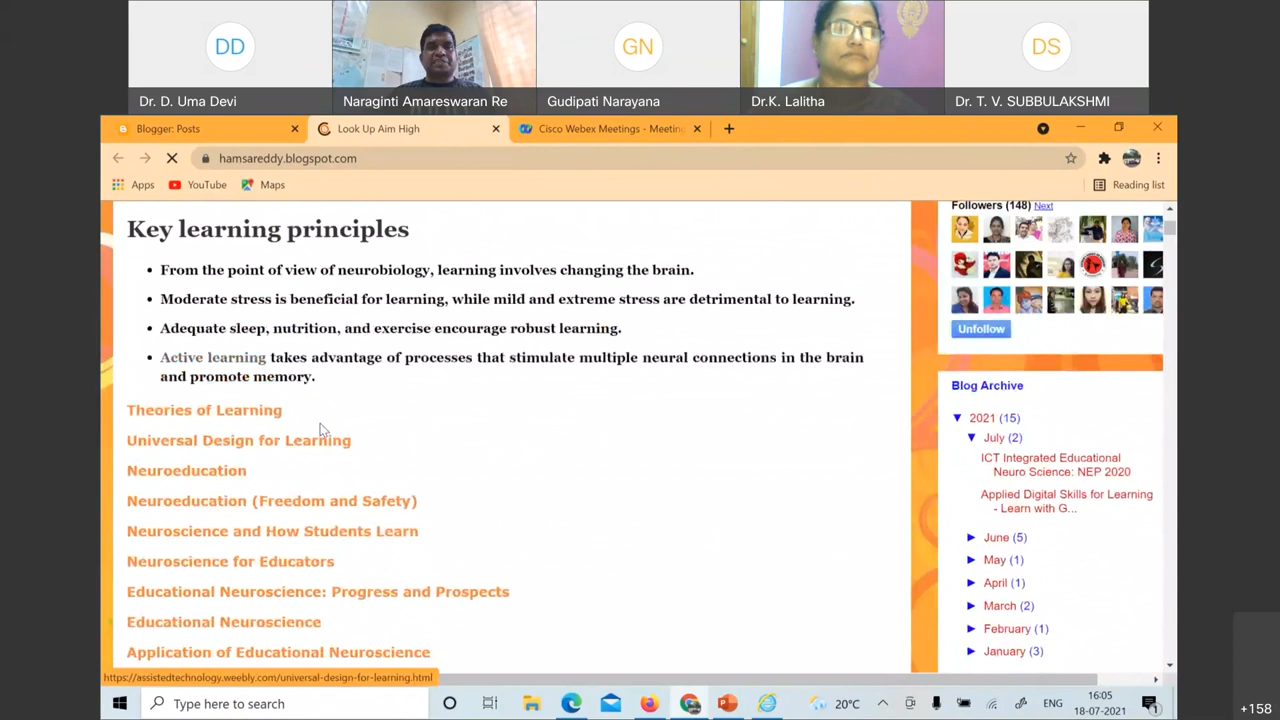 DD
GN
DS
Dr. D. Uma Devi
Naraginti Amareswaran Re
Gudipati Narayana
Dr.K. Lalitha
Dr. T. V. SUBBULAKSHMI
Blogger: Posts
Look Up Aim High
Cisco Webex Meetings - Meetin
hamsareddy.blogspot.com
Apps
YouTube
Maps
Reading list
Key learning principles
• From the point of view of neurobiology, learning involves changing the brain.
• Moderate stress is beneficial for learning, while mild and extreme stress are detrimental to learning.
• Adequate sleep, nutrition, and exercise encourage robust learning.
• Active learning takes advantage of processes that stimulate multiple neural connections in the brain
and promote memory.
Theories of Learning
Universal Design for Learning
Neuroeducation
Neuroeducation (Freedom and Safety)
Neuroscience and How Students Learn
Neuroscience for Educators
Educational Neuroscience: Progress and Prospects
Educational Neuroscience
Application of Educational Neuroscience
https://assistedtechnology.weebly.com/universal-design-for-learning.html
Followers (148) Next
Unfollow
Blog Archive
▼ 2021 (15)
▼ July (2)
ICT Integrated Educational
Neuro Science: NEP 2020
Applied Digital Skills for Learning
- Learn with G...
► June (5)
► May (1)
► April (1)
► March (2)
► February (1)
► January (3)
Type here to search
20°C
ENG
16:05
18-07-2021
1
+158